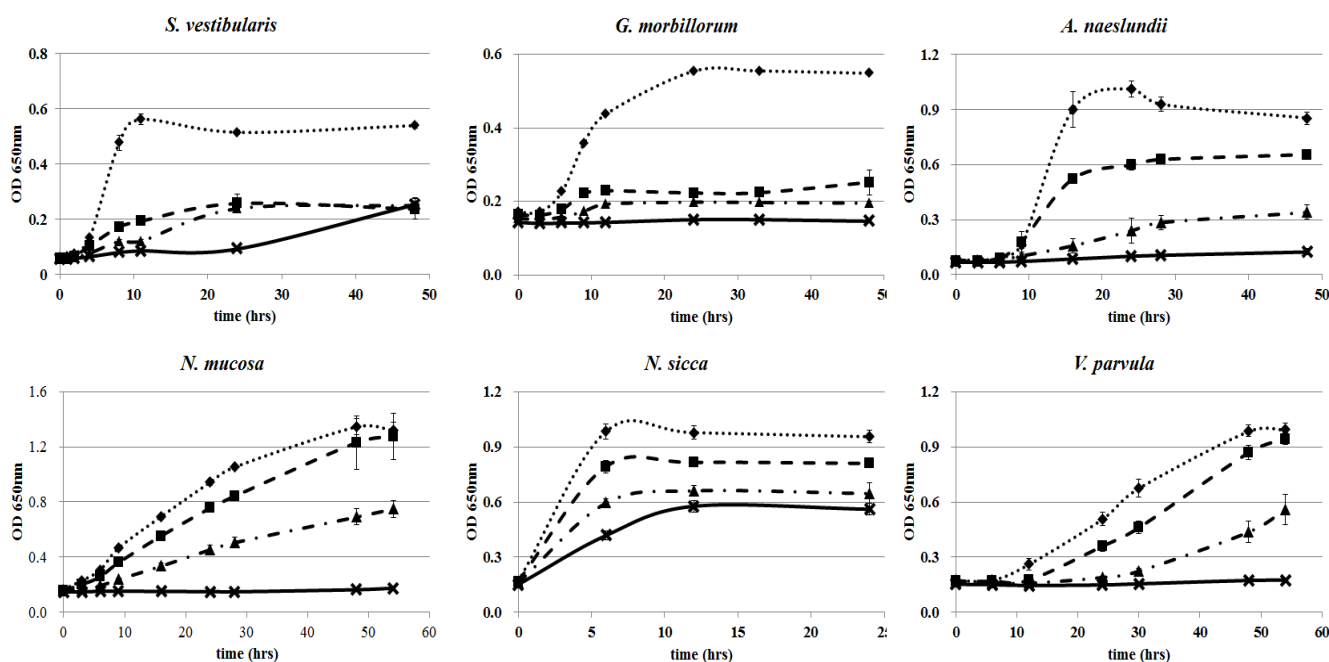 S. vestibularis
0.8
0.6
0.4
0.2
0
OD 650nm
0 10 20 30 40 50
time (hrs)
G. morbillorum
0.6
0.4
0.2
0.0
OD 650nm
0 10 20 30 40 50
time (hrs)
A. naeslundii
1.2
0.9
0.6
0.3
0.0
OD 650nm
0 10 20 30 40 50
time (hrs)
N. mucosa
1.6
1.2
0.8
0.4
0.0
OD 650nm
0 10 20 30 40 50 60
time (hrs)
N. sicca
1.2
0.9
0.6
0.3
0.0
OD 650nm
0 5 10 15 20 25
time (hrs)
V. parvula
1.2
0.9
0.6
0.3
0.0
OD 650nm
0 10 20 30 40 50 60
time (hrs)